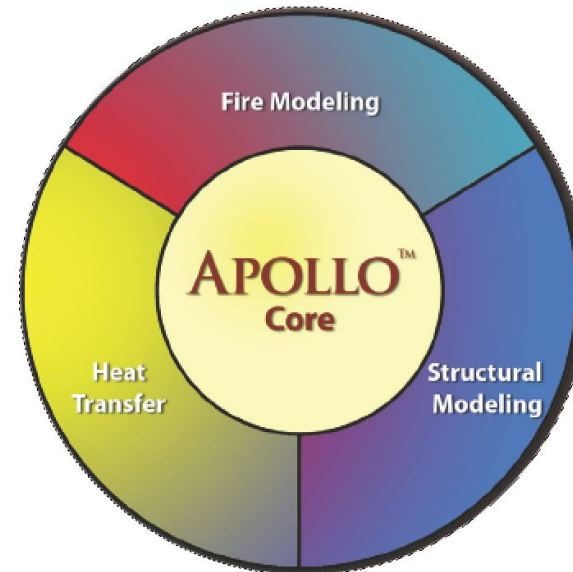 Fire Modeling
APOLLO™
Core
Heat
Transfer
Structural
Modeling